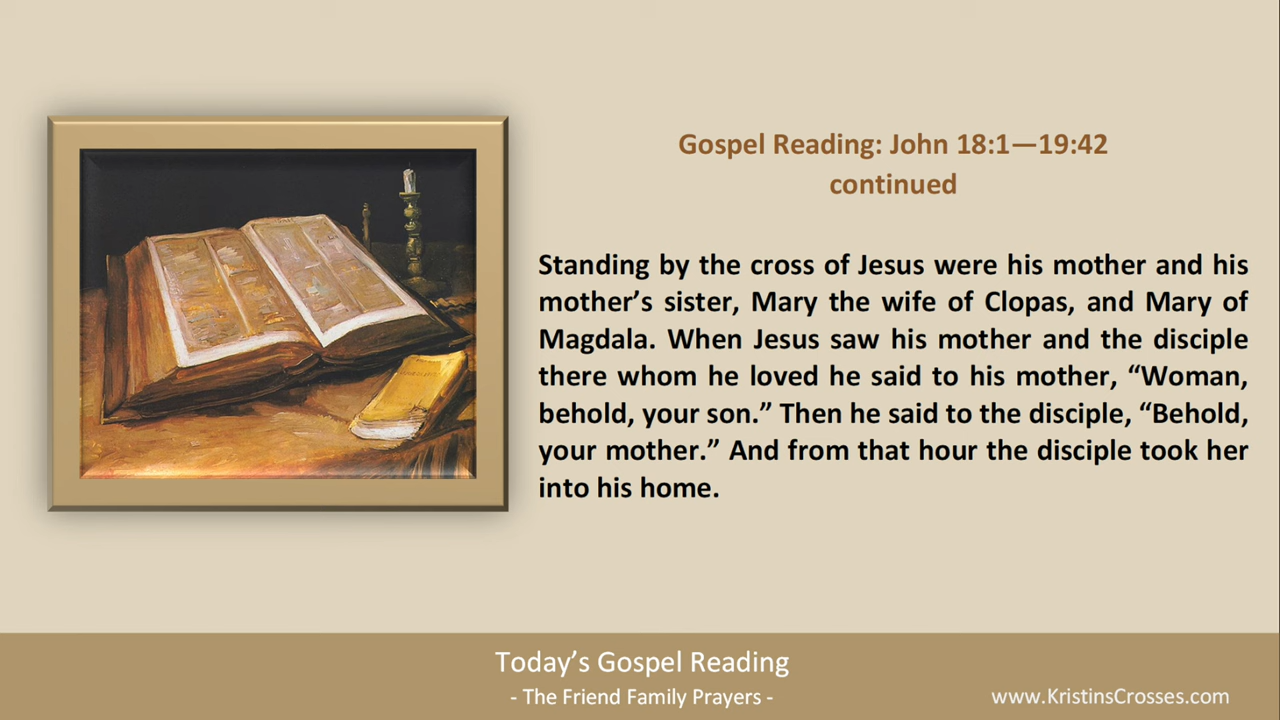 Gospel Reading: John 18:1—19:42
continued
Standing by the cross of Jesus were his mother and his
mother’s sister, Mary the wife of Clopas, and Mary of
Magdala. When Jesus saw his mother and the disciple
there whom he loved he said to his mother, “Woman,
behold, your son.” Then he said to the disciple, “Behold,
your mother.” And from that hour the disciple took her
into his home.
Today’s Gospel Reading
- The Friend Family Prayers -
www.KristinsCrosses.com